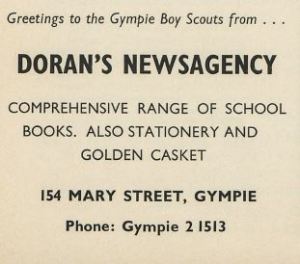 Greetings to the Gympie Boy Scouts from . . .
DORAN'S NEWSAGENCY
COMPREHENSIVE RANGE OF SCHOOL
BOOKS. ALSO STATIONERY AND
GOLDEN CASKET
154 MARY STREET, GYMPIE
Phone: Gympie 2 1513